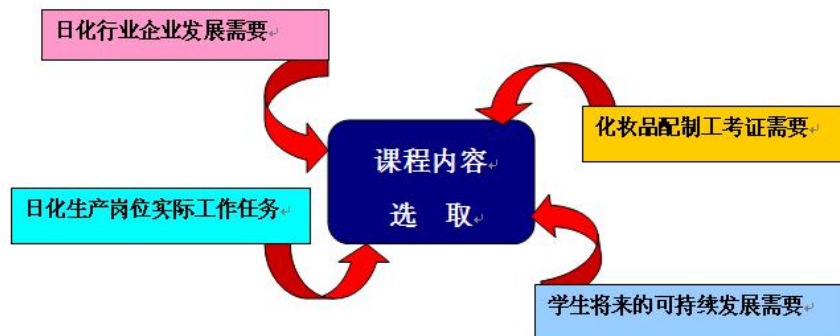 日化行业企业发展需要
化妆品配制工考证需要
课程内容
选 取
日化生产岗位实际工作任务
学生将来的可持续发展需要